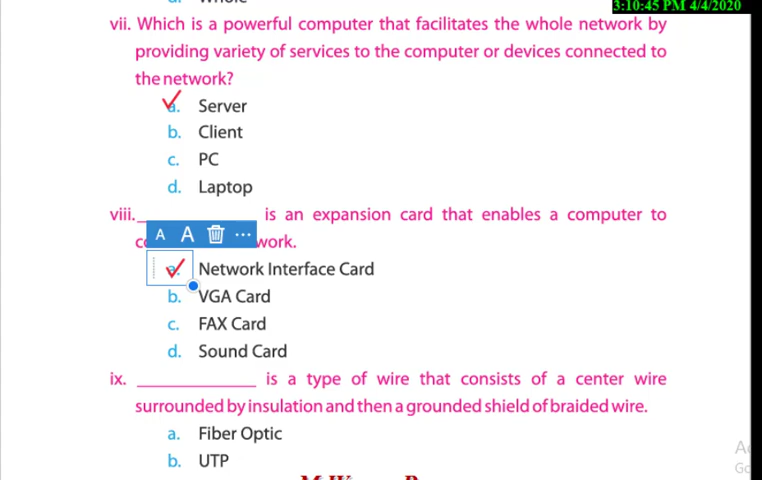 3:10:45 PM 4/4/2020
vii. Which is a powerful computer that facilitates the whole network by
providing variety of services to the computer or devices connected to
the network?
a. Server
b. Client
c. PC
d. Laptop
viii. __________ is an expansion card that enables a computer to
work.
A A ...
a. Network Interface Card
b. VGA Card
c. FAX Card
d. Sound Card
ix. __________ is a type of wire that consists of a center wire
surrounded by insulation and then a grounded shield of braided wire.
a. Fiber Optic
b. UTP